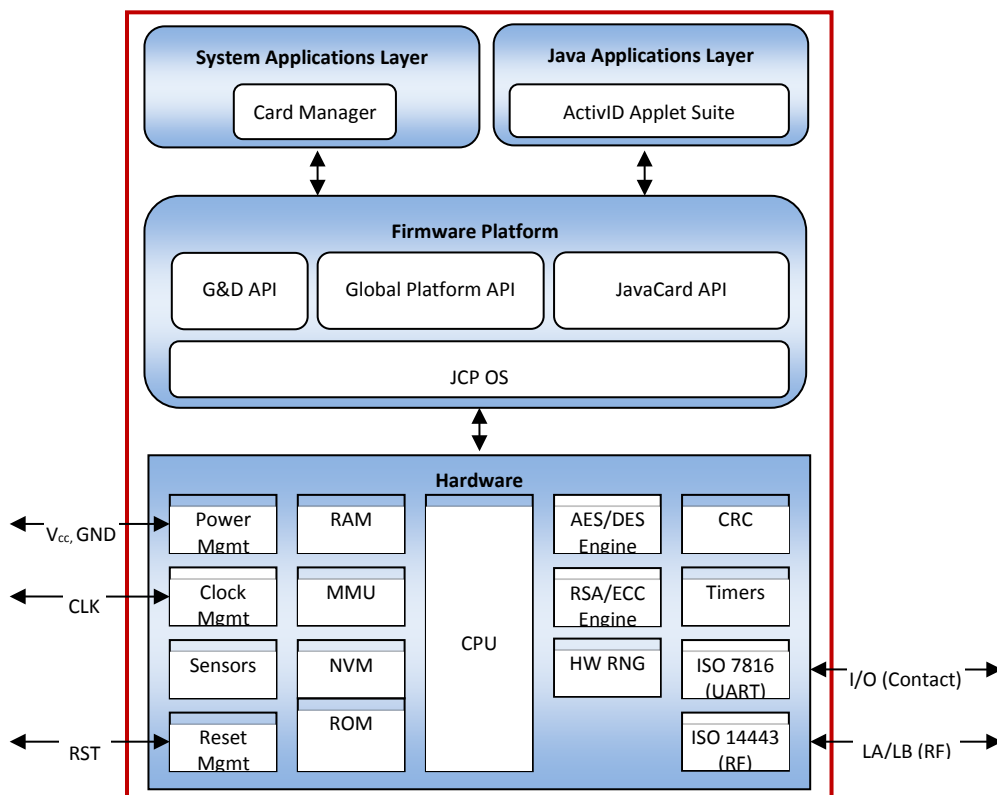 System Applications Layer
Java Applications Layer
Card Manager
ActivID Applet Suite
Firmware Platform
G&D API
Global Platform API
JavaCard API
JCP OS
Hardware
Power
Mgmt
RAM
CPU
AES/DES
Engine
CRC
Vcc, GND
Clock
Mgmt
MMU
RSA/ECC
Engine
Timers
CLK
Sensors
NVM
HW RNG
ISO 7816
(UART)
I/O (Contact)
Reset
Mgmt
ROM
ISO 14443
(RF)
RST
LA/LB (RF)